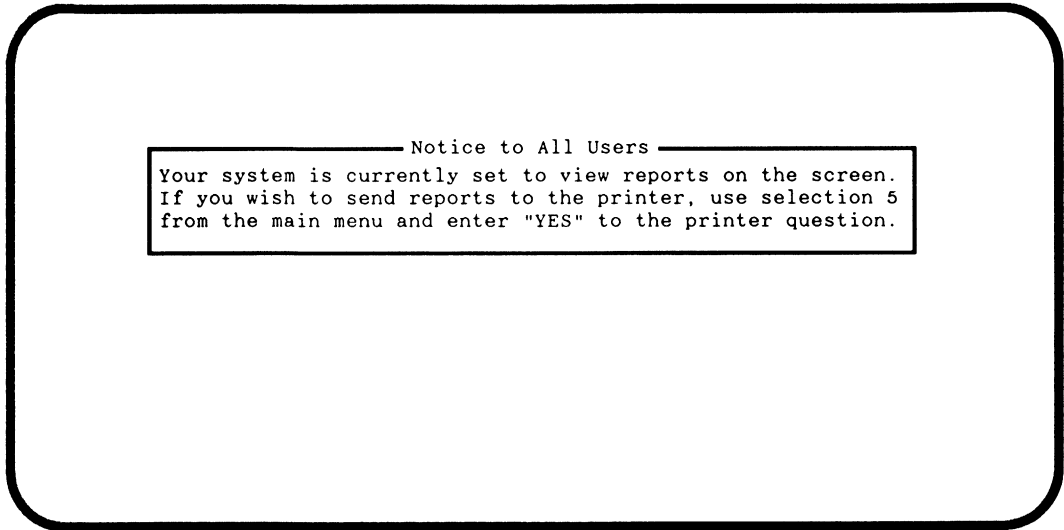 Notice to All Users
Your system is currently set to view reports on the screen.
If you wish to send reports to the printer, use selection 5
from the main menu and enter "YES" to the printer question.